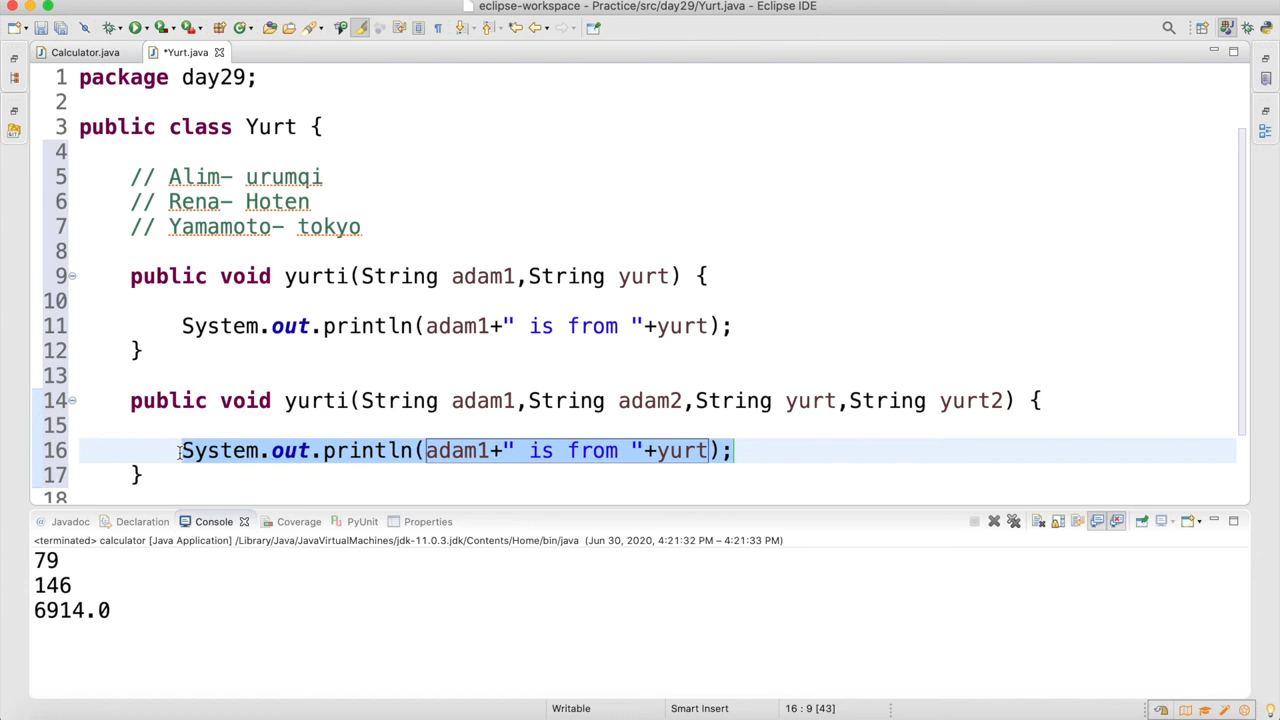 eclipse-workspace - Practice/src/day29/Yurt.java - Eclipse IDE
Calculator.java
*Yurt.java
1 package day29;
2
3 public class Yurt {
4
5 // Alim- urumqi
6 // Rena- Hoten
7 // Yamamoto- tokyo
8
9 public void yurti(String adam1,String yurt) {
10
11 System.out.println(adam1+" is from "+yurt);
12 }
13
14 public void yurti(String adam1,String adam2,String yurt,String yurt2) {
15
16 System.out.println(adam1+" is from "+yurt);
17 }
18
@ Javadoc Declaration Console Coverage PyUnit Properties
<terminated> calculator [Java Application] /Library/Java/JavaVirtualMachines/jdk-11.0.3.jdk/Contents/Home/bin/java (Jun 30, 2020, 4:21:32 PM – 4:21:33 PM)
79
146
6914.0
Writable Smart Insert 16 : 9 [43]